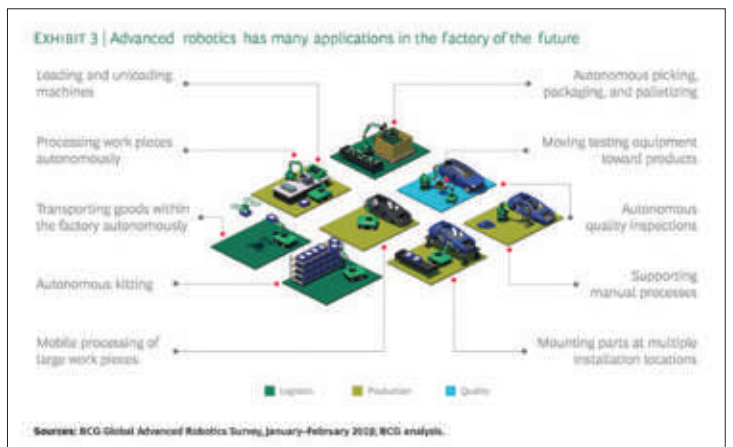 EXHIBIT 3 | Advanced robotics has many applications in the factory of the future
Loading and unloading
machines
Processing work pieces
autonomously
Transporting goods within
the factory autonomously
Autonomous kitting
Mobile processing of
large work pieces
Autonomous picking,
packaging, and palletizing
Moving testing equipment
toward products
Autonomous
quality inspections
Supporting
manual processes
Mounting parts at multiple
installation locations
Logistics
Production
Quality
Sources: BCG Global Advanced Robotics Survey, January–February 2019; BCG analysis.